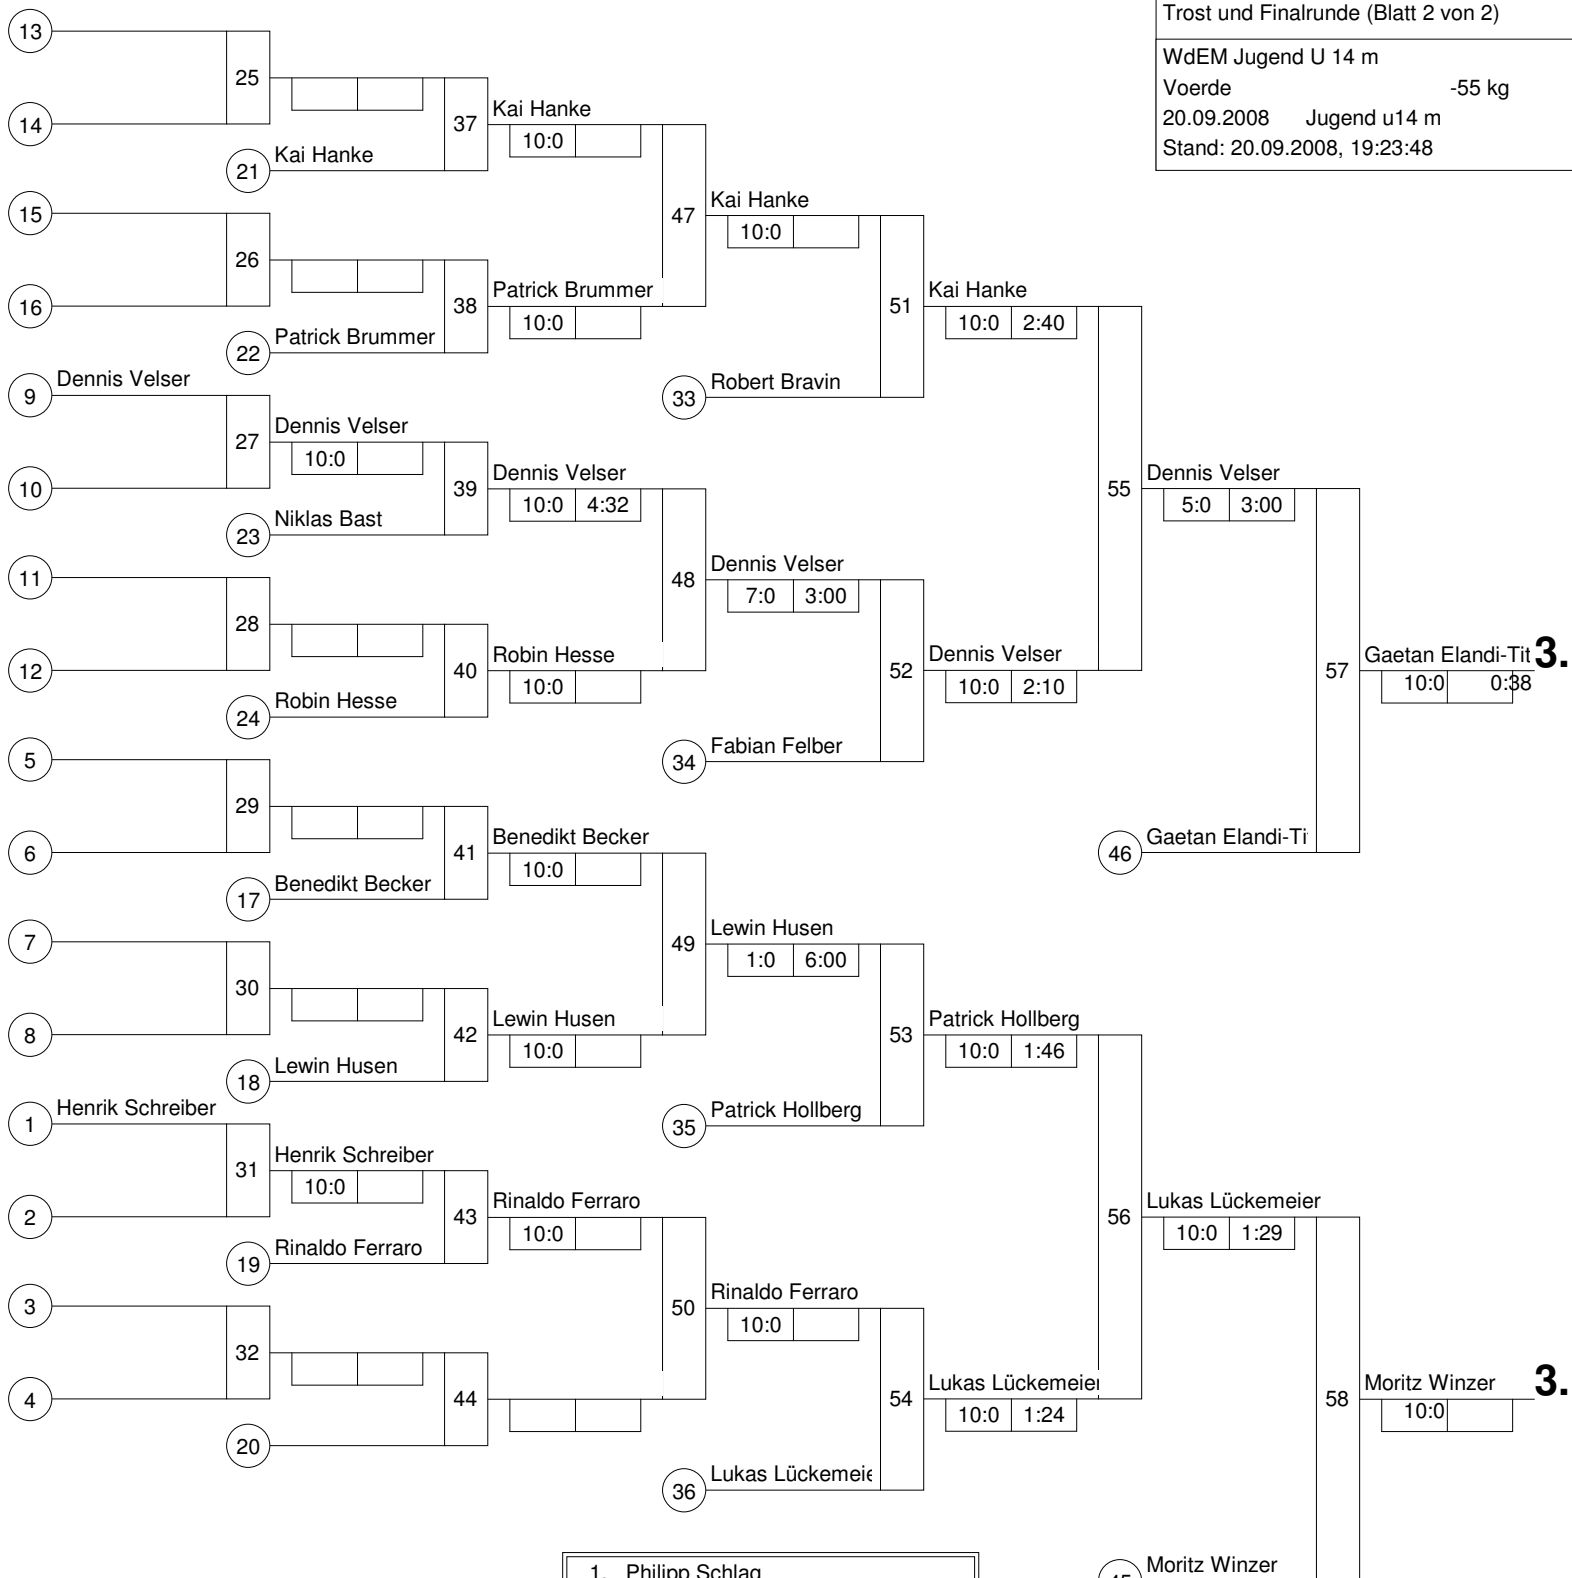 Trost und Finalrunde (Blatt 2 von 2)
WdEM Jugend U 14 m
Voerde -55 kg
20.09.2008 Jugend u14 m
Stand: 20.09.2008, 19:23:48
13
25
14
37
Kai Hanke
10:0
21
Kai Hanke
15
47
Kai Hanke
10:0
26
16
38
Patrick Brummer
10:0
22
Patrick Brummer
51
Kai Hanke
10:0 2:40
9
Dennis Velser
33
Robert Bravin
27
Dennis Velser
10:0
10
39
Dennis Velser
10:0 4:32
23
Niklas Bast
55
Dennis Velser
5:0 3:00
11
48
Dennis Velser
7:0 3:00
28
12
40
Robin Hesse
10:0
24
Robin Hesse
52
Dennis Velser
10:0 2:10
57
Gaetan Elandi-Tit
3.
10:0 0:38
5
34
Fabian Felber
29
6
41
Benedikt Becker
10:0
46
Gaetan Elandi-Ti
17
Benedikt Becker
7
49
Lewin Husen
1:0 6:00
30
8
42
Lewin Husen
10:0
18
Lewin Husen
53
Patrick Hollberg
10:0 1:46
1
Henrik Schreiber
35
Patrick Hollberg
31
Henrik Schreiber
10:0
2
43
Rinaldo Ferraro
10:0
19
Rinaldo Ferraro
56
Lukas Lückemeier
10:0 1:29
3
50
Rinaldo Ferraro
10:0
32
4
44
20
54
Lukas Lückemeier
10:0 1:24
58
Moritz Winzer
3.
10:0
36
Lukas Lückemeie
1. Philipp Schlag
45
Moritz Winzer